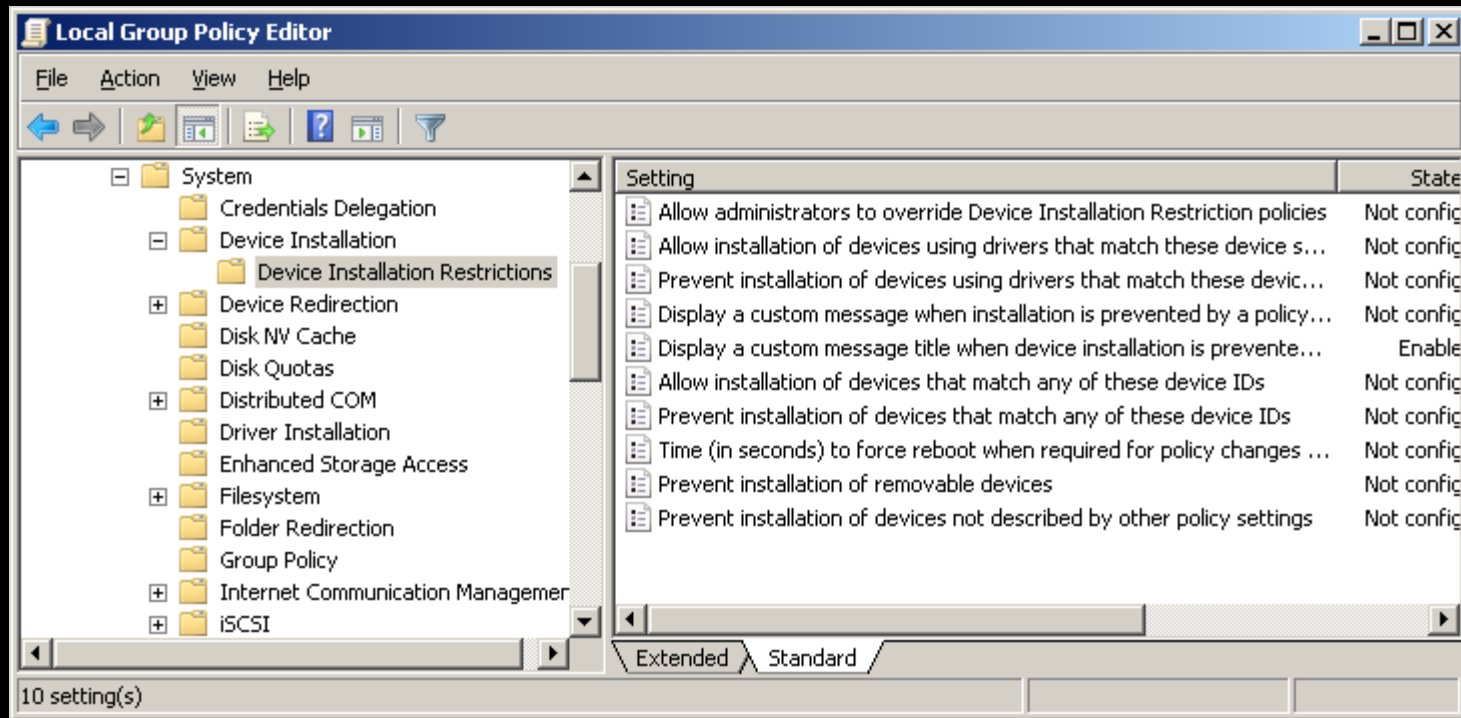 Local Group Policy Editor
File Action View Help
System
Credentials Delegation
Device Installation
Device Installation Restrictions
Device Redirection
Disk NV Cache
Disk Quotas
Distributed COM
Driver Installation
Enhanced Storage Access
Filesystem
Folder Redirection
Group Policy
Internet Communication Managemer
iSCSI
Setting State
Allow administrators to override Device Installation Restriction policies Not config
Allow installation of devices using drivers that match these device s... Not config
Prevent installation of devices using drivers that match these devic... Not config
Display a custom message when installation is prevented by a policy... Not config
Display a custom message title when device installation is prevente... Enable
Allow installation of devices that match any of these device IDs Not config
Prevent installation of devices that match any of these device IDs Not config
Time (in seconds) to force reboot when required for policy changes ... Not config
Prevent installation of removable devices Not config
Prevent installation of devices not described by other policy settings Not config
Extended Standard
10 setting(s)